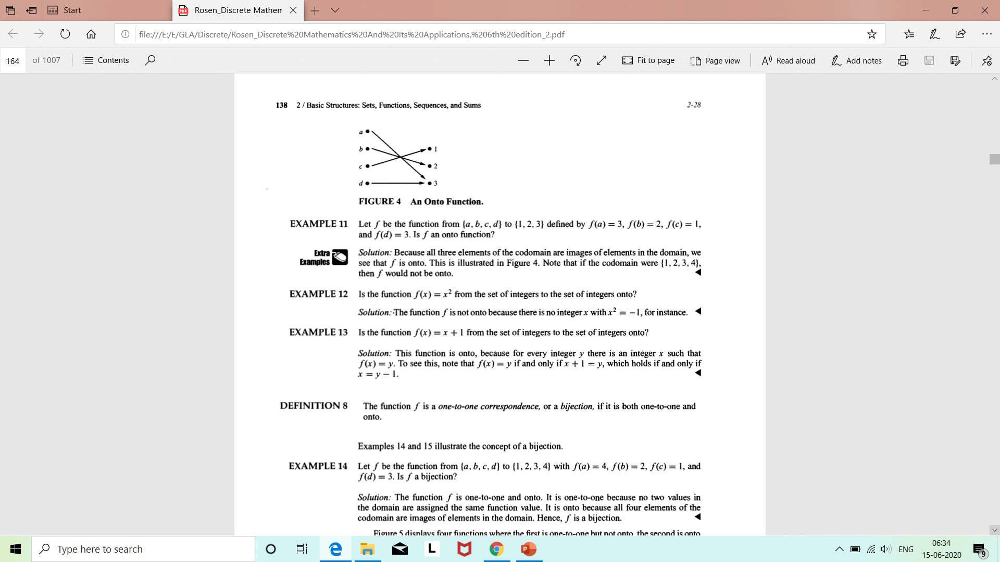 Start
Rosen_Discrete Mathem
file:///E:/E/GLA/Discrete/Rosen_Discrete%20Mathematics%20And%20Its%20Applications,%206th%20edition_2.pdf
164 of 1007 Contents Fit to page Page view Read aloud Add notes
138 2 / Basic Structures: Sets, Functions, Sequences, and Sums 2-28
a
b 1
c 2
d 3
FIGURE 4 An Onto Function.
EXAMPLE 11 Let f be the function from {a, b, c, d} to {1, 2, 3} defined by f(a) = 3, f(b) = 2, f(c) = 1,
and f(d) = 3. Is f an onto function?
Extra
Examples
Solution: Because all three elements of the codomain are images of elements in the domain, we
see that f is onto. This is illustrated in Figure 4. Note that if the codomain were {1, 2, 3, 4},
then f would not be onto. ◀
EXAMPLE 12 Is the function f(x) = x² from the set of integers to the set of integers onto?
Solution: The function f is not onto because there is no integer x with x² = −1, for instance. ◀
EXAMPLE 13 Is the function f(x) = x + 1 from the set of integers to the set of integers onto?
Solution: This function is onto, because for every integer y there is an integer x such that
f(x) = y. To see this, note that f(x) = y if and only if x + 1 = y, which holds if and only if
x = y − 1. ◀
DEFINITION 8 The function f is a one-to-one correspondence, or a bijection, if it is both one-to-one and
onto.
Examples 14 and 15 illustrate the concept of a bijection.
EXAMPLE 14 Let f be the function from {a, b, c, d} to {1, 2, 3, 4} with f(a) = 4, f(b) = 2, f(c) = 1, and
f(d) = 3. Is f a bijection?
Solution: The function f is one-to-one and onto. It is one-to-one because no two values in
the domain are assigned the same function value. It is onto because all four elements of the
codomain are images of elements in the domain. Hence, f is a bijection. ◀
Figure 5 displays four functions where the first is one-to-one but not onto, the second is onto
Type here to search
L
P
ENG
06:34
15-06-2020
9